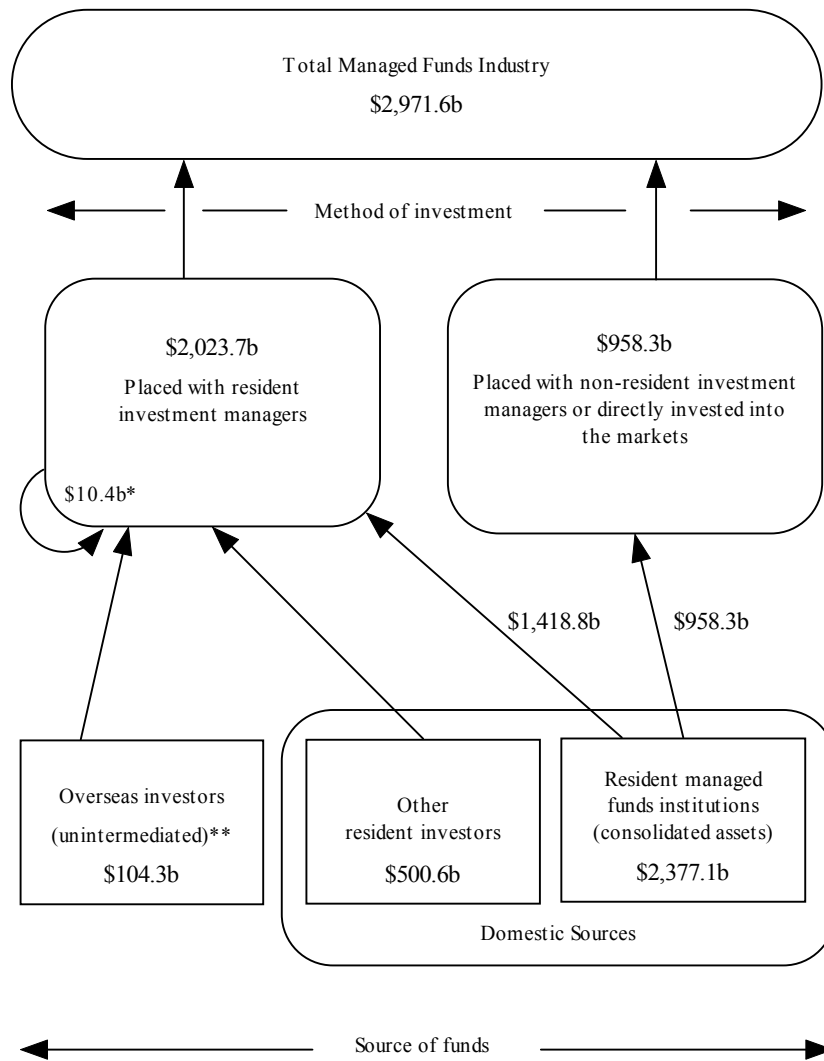 Total Managed Funds Industry
$2,971.6b
Method of investment
$2,023.7b
Placed with resident
investment managers
$958.3b
Placed with non-resident investment
managers or directly invested into
the markets
$10.4b*
$1,418.8b
$958.3b
Overseas investors
(unintermediated)**
$104.3b
Other
resident investors
$500.6b
Resident managed
funds institutions
(consolidated assets)
$2,377.1b
Domestic Sources
Source of funds